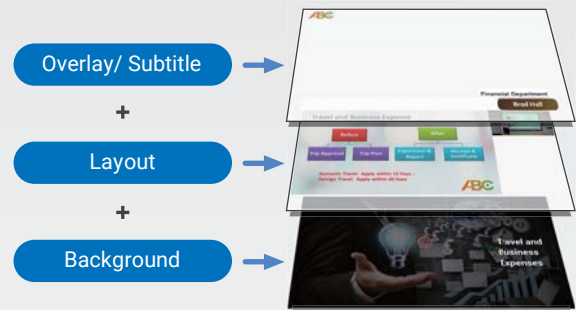 Overlay/ Subtitle
+
Layout
+
Background
ABC
Financial Department
Brad Hall
Travel and Business Expense
Before
After
Trip Approval
Trip Plan
Experience &
Report
Receipt &
Certificate
Domestic Travel Apply within 10 Days .
Foreign Travel Apply within 20 Days
ABC
Travel and
Business
Expenses